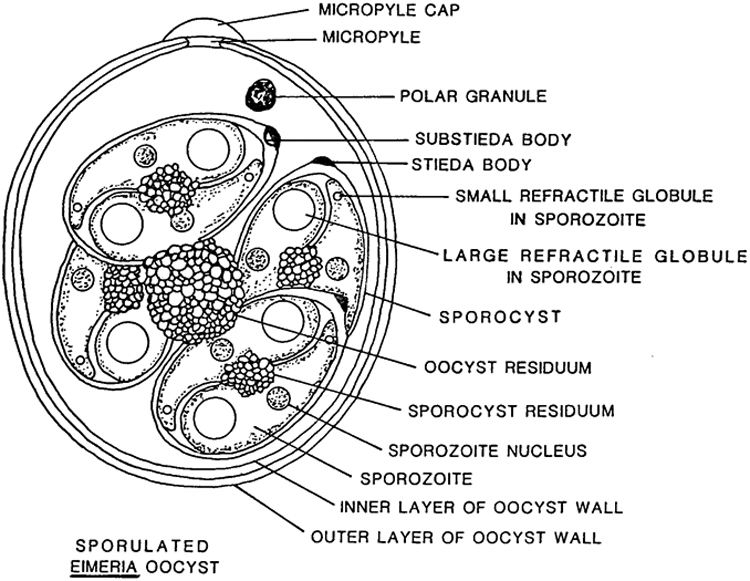 MICROPYLE CAP
MICROPYLE
POLAR GRANULE
SUBSTIEDA BODY
STIEDA BODY
SMALL REFRACTILE GLOBULE
IN SPOROZOITE
LARGE REFRACTILE GLOBULE
IN SPOROZOITE
SPOROCYST
OOCYST RESIDUUM
SPOROCYST RESIDUUM
SPOROZOITE NUCLEUS
SPOROZOITE
INNER LAYER OF OOCYST WALL
OUTER LAYER OF OOCYST WALL
SPORULATED
EIMERIA OOCYST